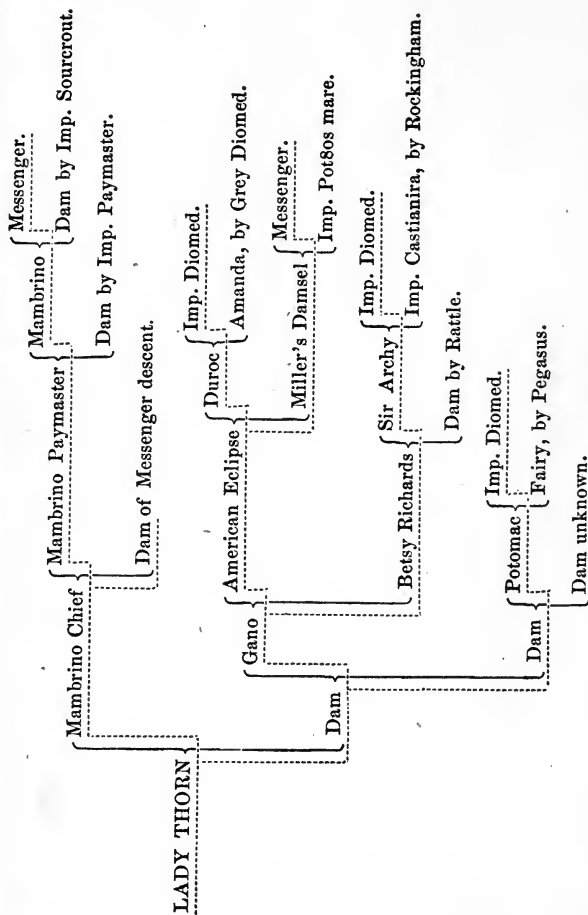 Messenger.
Mambrino
Mambrino Paymaster
Dam by Imp. Sourcrout.
Mambrino Chief
Dam by Imp. Paymaster.
Dam of Messenger descent.
LADY THORN
Imp. Diomed.
Duroc
American Eclipse
Amanda, by Grey Diomed.
Gano
Messenger.
Miller's Damsel
Imp. Pot8os mare.
Dam
Imp. Diomed.
Sir Archy
Betsy Richards
Imp. Castianira, by Rockingham.
Dam by Rattle.
Imp. Diomed.
Potomac
Dam
Fairy, by Pegasus.
Dam unknown.